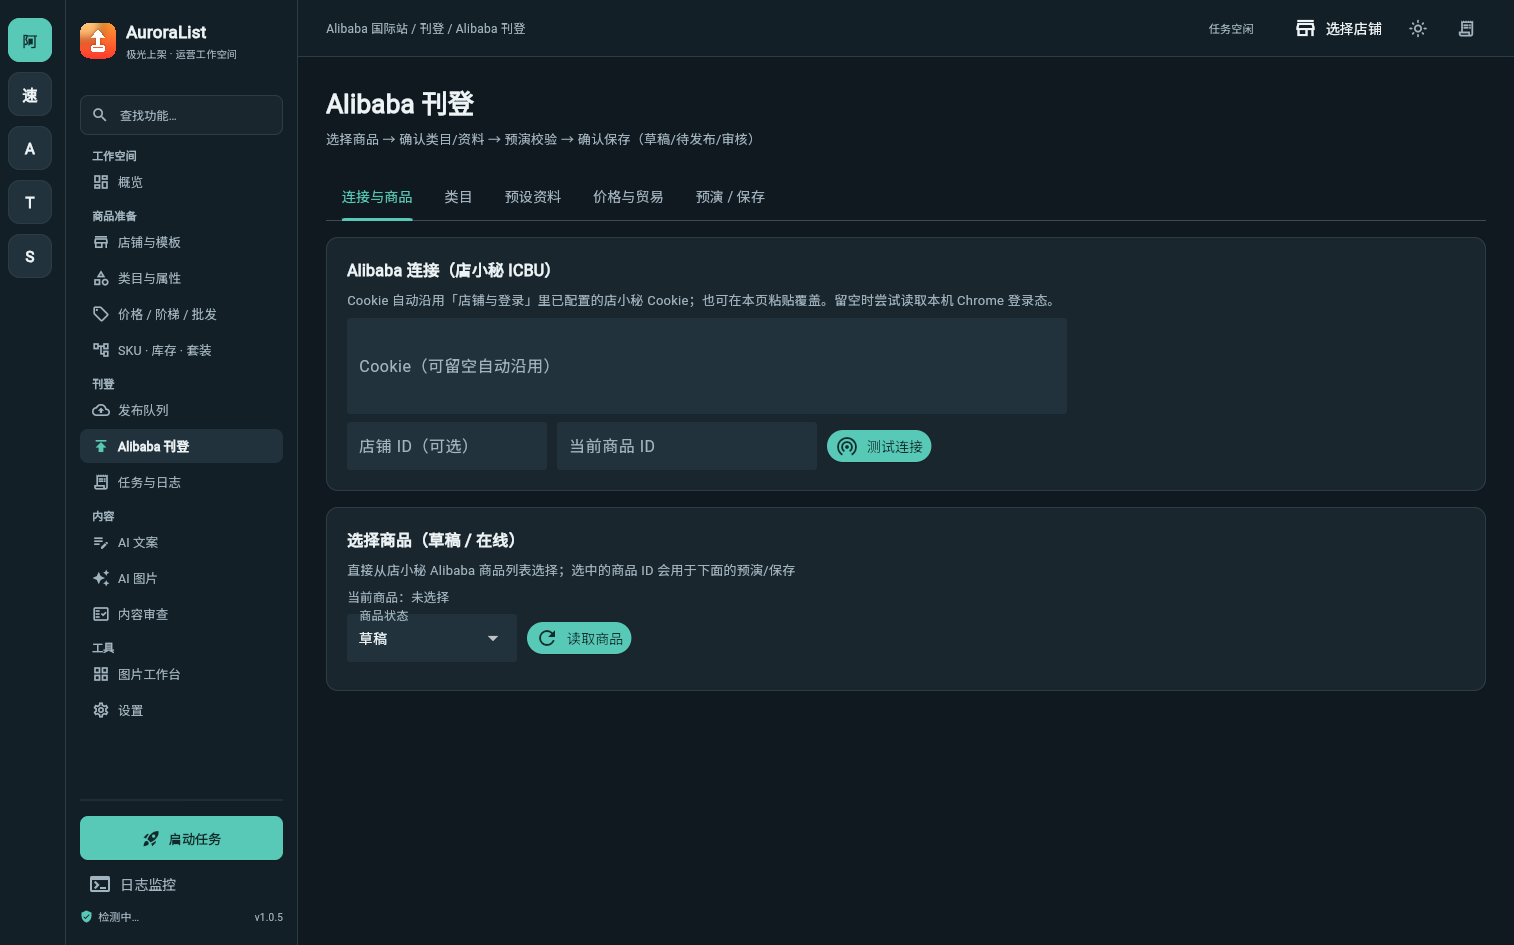 阿
速
A
T
S
AuroraList
极光上架 · 运营工作空间
查找功能...
工作空间
概览
商品准备
店铺与模板
类目与属性
价格 / 阶梯 / 批发
SKU · 库存 · 套装
刊登
发布队列
Alibaba 刊登
任务与日志
内容
AI 文案
AI 图片
内容审查
工具
图片工作台
设置
启动任务
日志监控
检测中...
v1.0.5
Alibaba 国际站 / 刊登 / Alibaba 刊登
任务空闲
选择店铺
Alibaba 刊登
选择商品 → 确认类目/资料 → 预演校验 → 确认保存（草稿/待发布/审核）
连接与商品
类目
预设资料
价格与贸易
预演 / 保存
Alibaba 连接（店小秘 ICBU）
Cookie 自动沿用「店铺与登录」里已配置的店小秘 Cookie；也可在本页粘贴覆盖。留空时尝试读取本机 Chrome 登录态。
Cookie（可留空自动沿用）
店铺 ID（可选）
当前商品 ID
测试连接
选择商品（草稿 / 在线）
直接从店小秘 Alibaba 商品列表选择；选中的商品 ID 会用于下面的预演/保存
当前商品：未选择
商品状态
草稿
读取商品